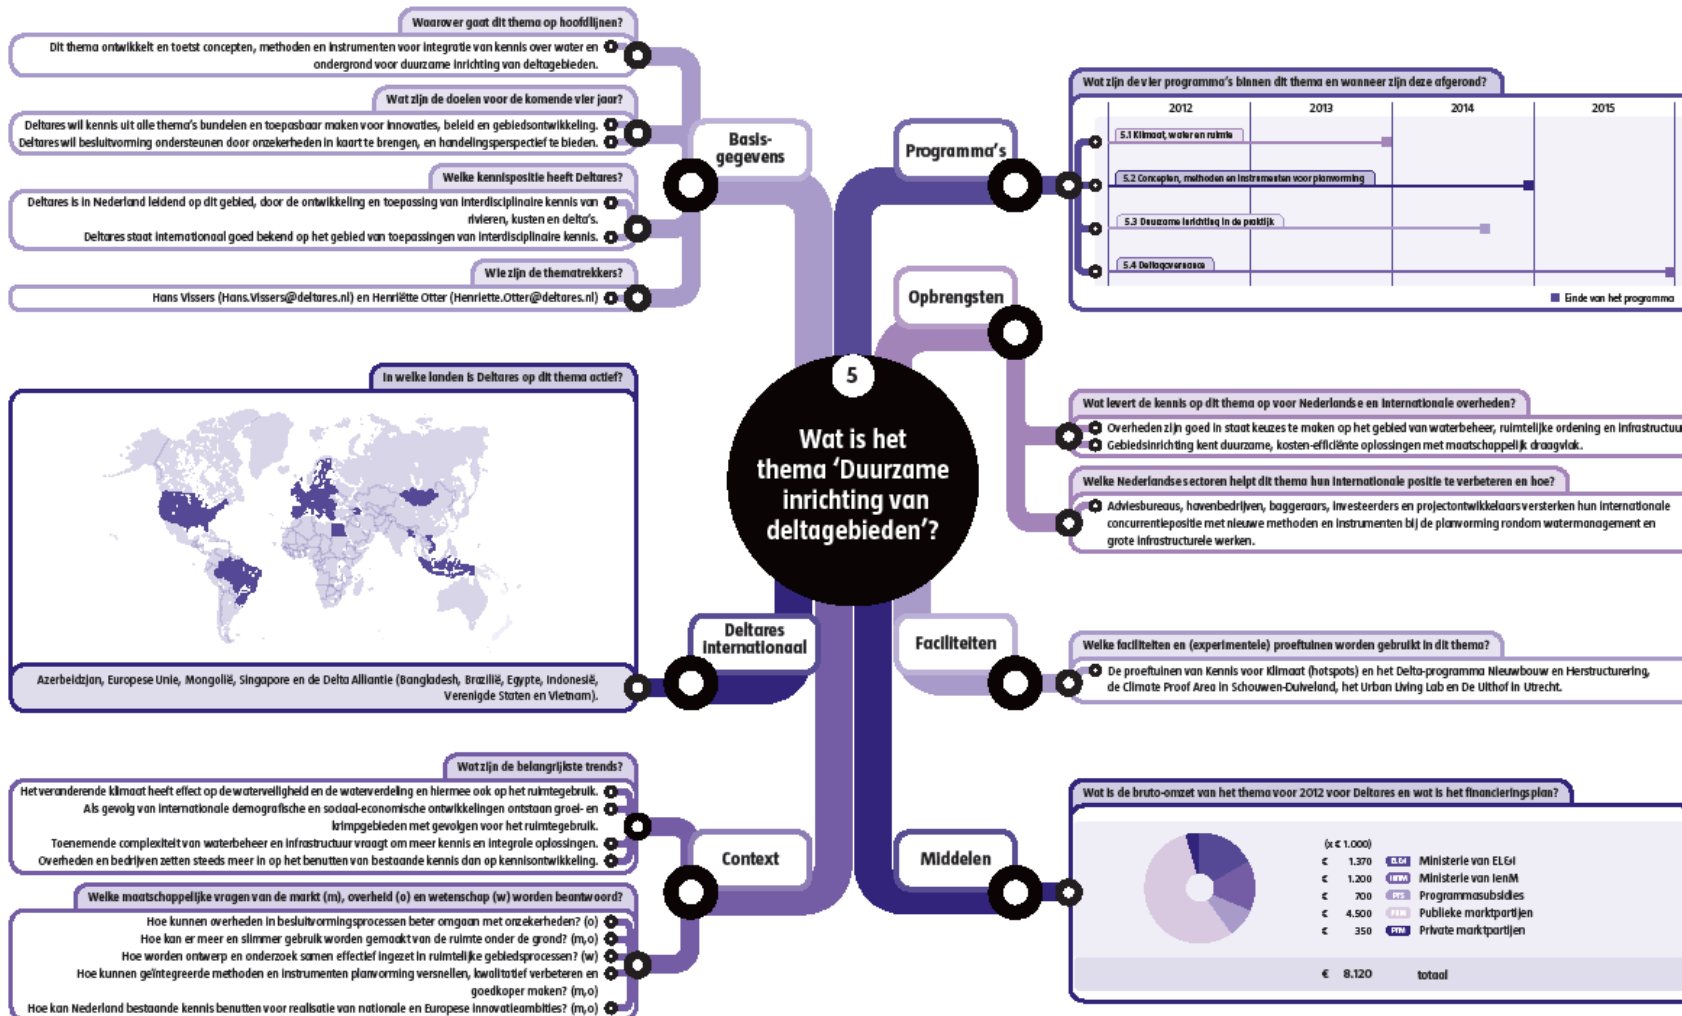 Waarover gaat dit thema op hoofdlijnen?
Dit thema ontwikkelt en toetst concepten, methoden en instrumenten voor integratie van kennis over water en
ondergrond voor duurzame inrichting van deltagebieden.
Wat zijn de doelen voor de komende vier jaar?
Deltares wil kennis uit alle thema's bundelen en toepasbaar maken voor innovaties, beleid en gebiedsontwikkeling.
Deltares wil besluitvorming ondersteunen door onzekerheden in kaart te brengen, en handelingsperspectief te bieden.
Welke kennispositie heeft Deltares?
Deltares is in Nederland leidend op dit gebied, door de ontwikkeling en toepassing van interdisciplinaire kennis van
rivieren, kusten en delta's.
Deltares staat internationaal goed bekend op het gebied van toepassingen van interdisciplinaire kennis.
Wie zijn de thematrekkers?
Hans Vissers (Hans.Vissers@deltares.nl) en Henriëtte Otter (Henriette.Otter@deltares.nl)
Basis-
gegevens
In welke landen is Deltares op dit thema actief?
Azerbeidzjan, Europese Unie, Mongolië, Singapore en de Delta Alliantie (Bangladesh, Brazilië, Egypte, Indonesië,
Verenigde Staten en Vietnam).
Deltares
internationaal
Wat zijn de belangrijkste trends?
Het veranderende klimaat heeft effect op de waterveiligheid en de waterverdeling en hiermee ook op het ruimtegebruik.
Als gevolg van internationale demografische en sociaal-economische ontwikkelingen ontstaan groei- en
krimpgebieden met gevolgen voor het ruimtegebruik.
Toenemende complexiteit van waterbeheer en infrastructuur vraagt om meer kennis en integrale oplossingen.
Overheden en bedrijven zetten steeds meer in op het benutten van bestaande kennis dan op kennisontwikkeling.
Context
Welke maatschappelijke vragen van de markt (m), overheid (o) en wetenschap (w) worden beantwoord?
Hoe kunnen overheden in besluitvormingsprocessen beter omgaan met onzekerheden? (o)
Hoe kan er meer en slimmer gebruik worden gemaakt van de ruimte onder de grond? (m,o)
Hoe worden ontwerp en onderzoek samen effectief ingezet in ruimtelijke gebiedsprocessen? (w)
Hoe kunnen geïntegreerde methoden en instrumenten planvorming versnellen, kwalitatief verbeteren en
goedkoper maken? (m,o)
Hoe kan Nederland bestaande kennis benutten voor realisatie van nationale en Europese innovatieambities? (m,o)
5
Wat is het
thema 'Duurzame
inrichting van
deltagebieden'?
Programma's
Wat zijn de vier programma's binnen dit thema en wanneer zijn deze afgerond?
2012 2013 2014 2015
5.1 Klimaat, water en ruimte
5.2 Concepten, methoden en instrumenten voor planvorming
5.3 Duurzame inrichting in de praktijk
5.4 Deltagovernance
Einde van het programma
Opbrengsten
Wat levert de kennis op dit thema op voor Nederlandse en internationale overheden?
Overheden zijn goed in staat keuzes te maken op het gebied van waterbeheer, ruimtelijke ordening en infrastructuur
Gebiedsinrichting kent duurzame, kosten-efficiënte oplossingen met maatschappelijk draagvlak.
Welke Nederlandse sectoren helpt dit thema hun internationale positie te verbeteren en hoe?
Adviesbureaus, havenbedrijven, baggeraars, investeerders en projectontwikkelaars versterken hun internationale
concurrentiepositie met nieuwe methoden en instrumenten bij de planvorming rondom watermanagement en
grote infrastructurele werken.
Faciliteiten
Welke faciliteiten en (experimentele) proeftuinen worden gebruikt in dit thema?
De proeftuinen van Kennis voor Klimaat (hotspots) en het Delta-programma Nieuwbouw en Herstructurering,
de Climate Proof Area in Schouwen-Duiveland, het Urban Living Lab en De Uithof in Utrecht.
Middelen
Wat is de bruto-omzet van het thema voor 2012 voor Deltares en wat is het financieringsplan?
(x € 1.000)
€ 1.370 EL&I Ministerie van EL&I
€ 1.200 IenM Ministerie van IenM
€ 700 Programmasubsidies
€ 4.500 Publieke marktpartijen
€ 350 Private marktpartijen
€ 8.120 totaal